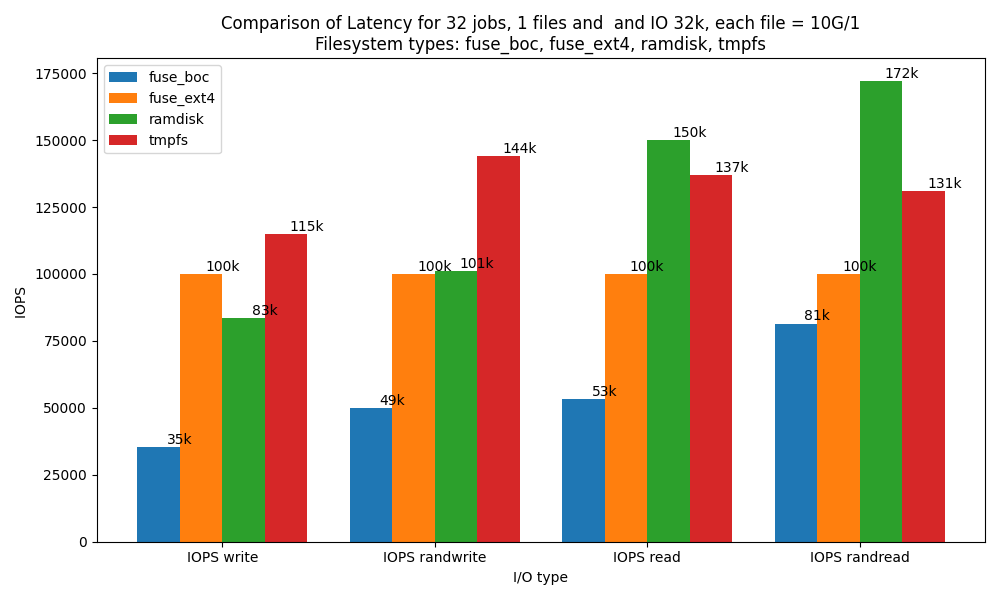 Comparison of Latency for 32 jobs, 1 files and  and IO 32k, each file = 10G/1
Filesystem types: fuse_boc, fuse_ext4, ramdisk, tmpfs
fuse_boc
fuse_ext4
ramdisk
tmpfs
IOPS
175000
150000
125000
100000
75000
50000
25000
0
35k
100k
83k
115k
49k
100k
101k
144k
53k
100k
150k
137k
81k
100k
172k
131k
IOPS write
IOPS randwrite
IOPS read
IOPS randread
I/O type